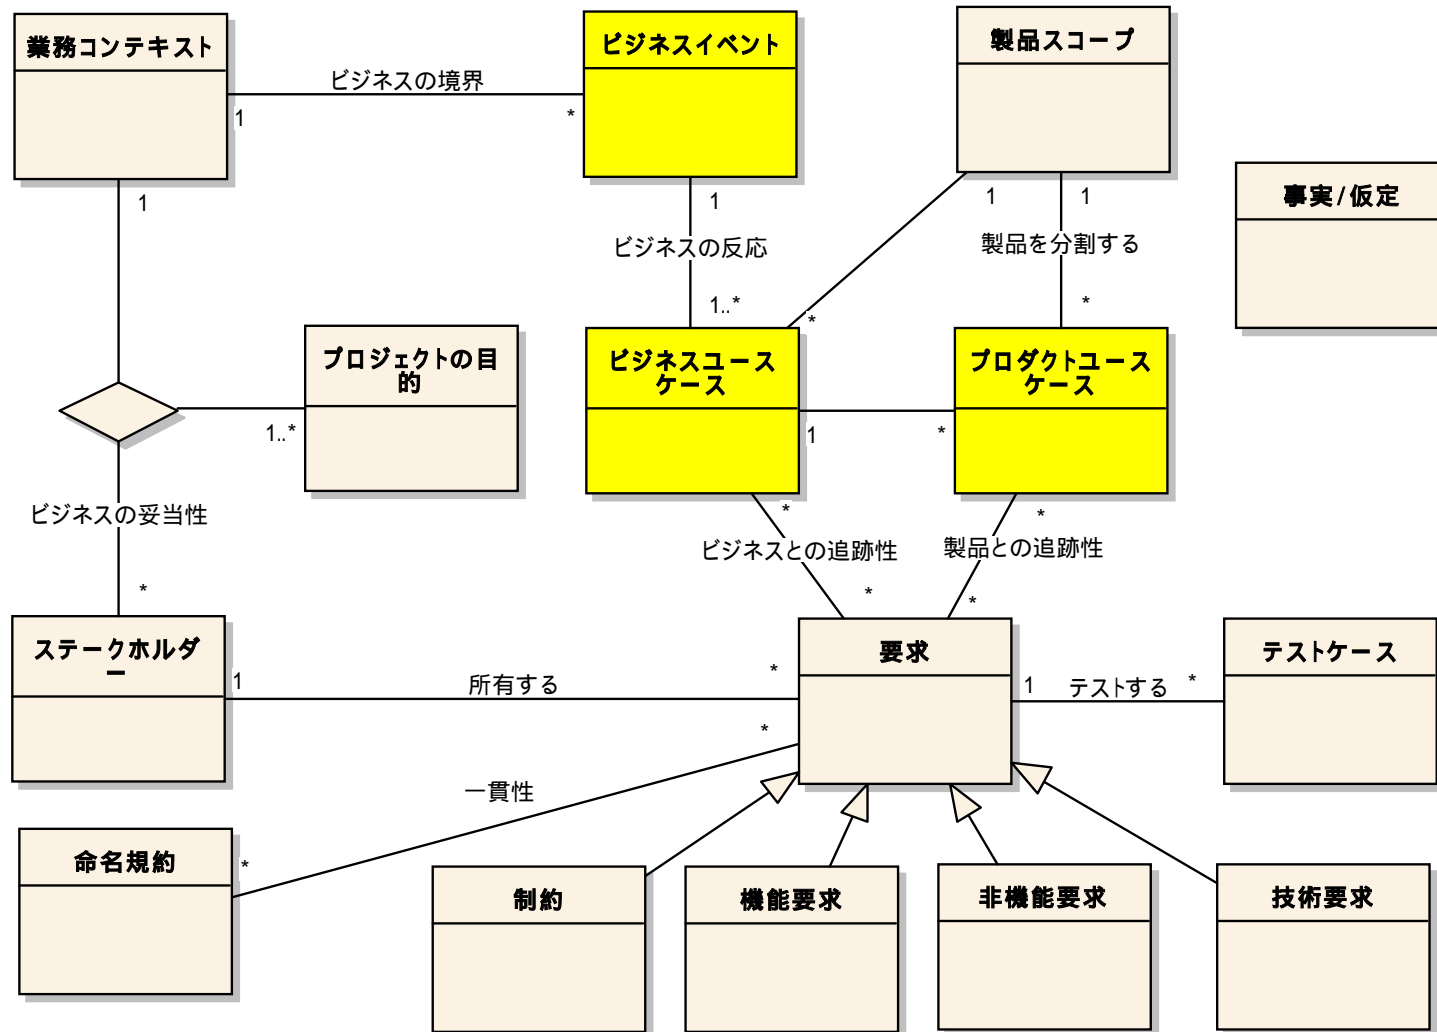 業務コンテキスト
ビジネスイベント
製品スコープ
ビジネスの境界
1
*
1
1
1
1
事実/仮定
ビジネスの反応
製品を分割する
1..*
*
*
プロジェクトの目
的
ビジネスユース
ケース
プロダクトユース
ケース
1..*
1
*
ビジネスの妥当性
*
*
ビジネスとの追跡性
製品との追跡性
*
*
*
ステークホルダ
ー
要求
テストケース
1
所有する
*
1
テストする
*
*
一貫性
*
命名規約
制約
機能要求
非機能要求
技術要求